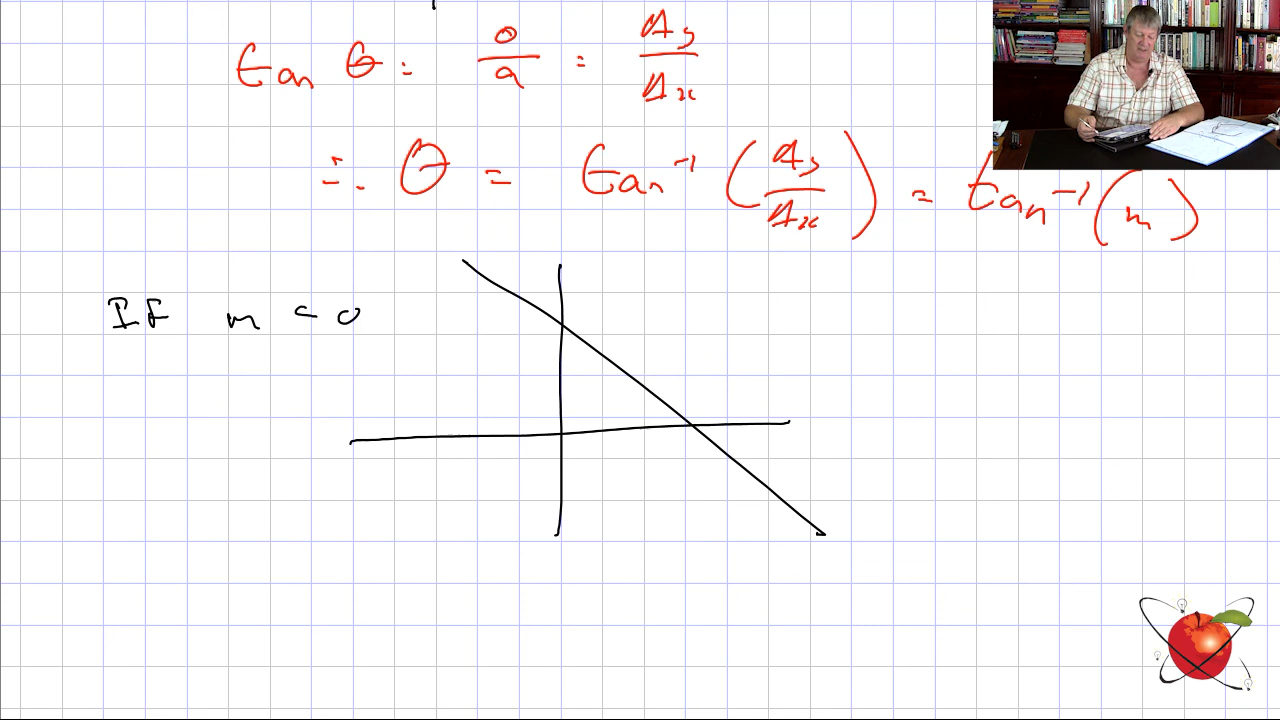 tan θ = o/a = Δy/Δx
∴ θ = tan⁻¹ (Δy/Δx) = tan⁻¹ (m)
If m < 0